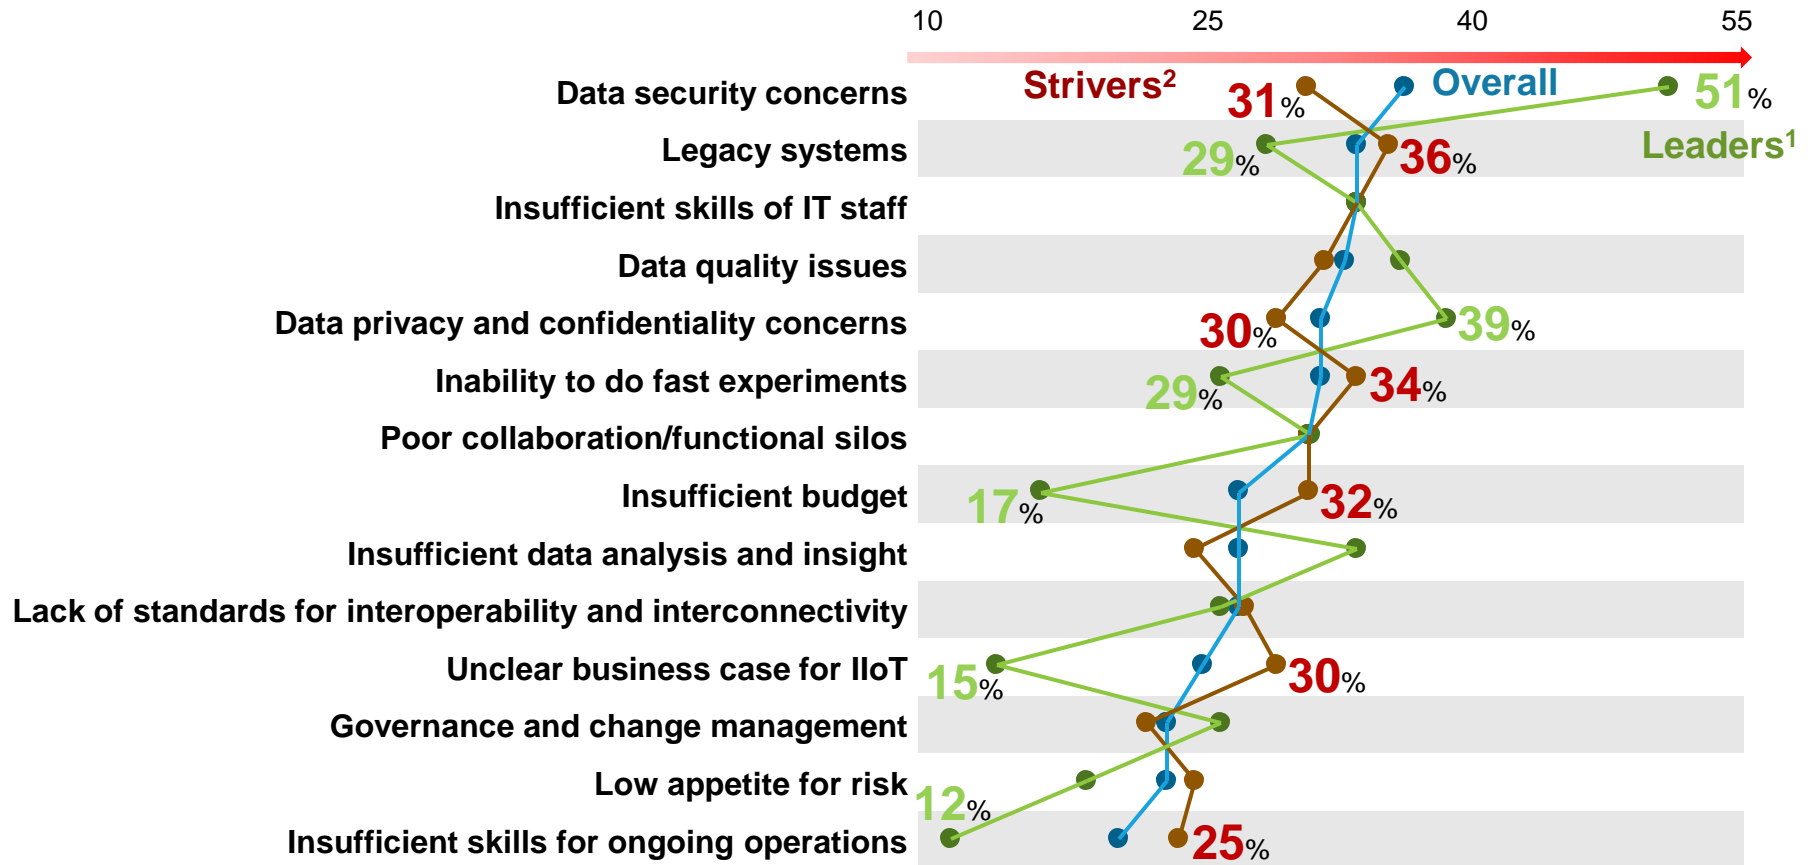 10 25 40 55
Data security concerns Strivers² 31% Overall 51%
Legacy systems 29% 36% Leaders¹
Insufficient skills of IT staff
Data quality issues
Data privacy and confidentiality concerns 30% 39%
Inability to do fast experiments 29% 34%
Poor collaboration/functional silos
Insufficient budget 17% 32%
Insufficient data analysis and insight
Lack of standards for interoperability and interconnectivity
Unclear business case for IIoT 15% 30%
Governance and change management
Low appetite for risk 12%
Insufficient skills for ongoing operations 25%